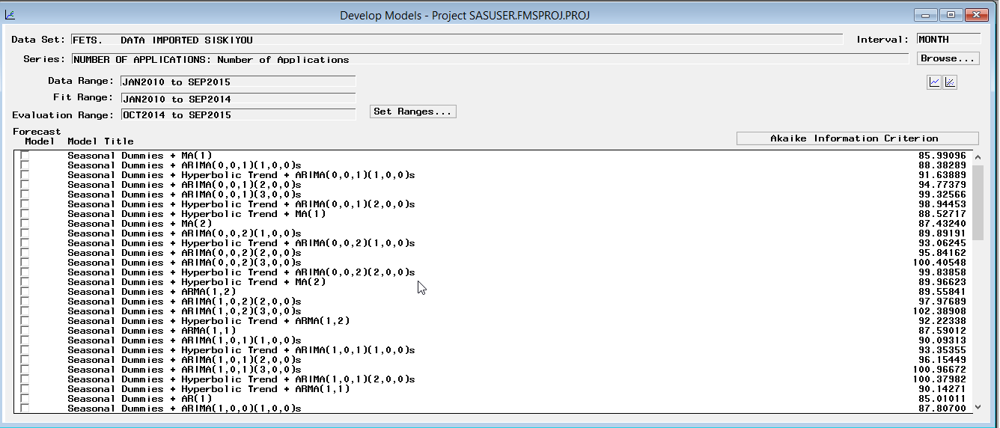 Develop Models - Project SASUSER.FMSPROJ.PROJ
Data Set: FETS. DATA IMPORTED SISKIYOU Interval: MONTH
Series: NUMBER OF APPLICATIONS: Number of Applications Browse...
Data Range: JAN2010 to SEP2015
Fit Range: JAN2010 to SEP2014
Evaluation Range: OCT2014 to SEP2015 Set Ranges...
Forecast
Model Model Title Akaike Information Criterion
Seasonal Dummies + MA(1) 85.99096
Seasonal Dummies + ARIMA(0,0,1)(1,0,0)s 88.38289
Seasonal Dummies + Hyperbolic Trend + ARIMA(0,0,1)(1,0,0)s 91.63889
Seasonal Dummies + ARIMA(0,0,1)(2,0,0)s 94.77379
Seasonal Dummies + ARIMA(0,0,1)(3,0,0)s 99.32566
Seasonal Dummies + Hyperbolic Trend + ARIMA(0,0,1)(2,0,0)s 98.94453
Seasonal Dummies + Hyperbolic Trend + MA(1) 88.52717
Seasonal Dummies + MA(2) 87.43240
Seasonal Dummies + ARIMA(0,0,2)(1,0,0)s 89.89191
Seasonal Dummies + Hyperbolic Trend + ARIMA(0,0,2)(1,0,0)s 93.06245
Seasonal Dummies + ARIMA(0,0,2)(2,0,0)s 95.84162
Seasonal Dummies + ARIMA(0,0,2)(3,0,0)s 100.40548
Seasonal Dummies + Hyperbolic Trend + ARIMA(0,0,2)(2,0,0)s 99.83858
Seasonal Dummies + Hyperbolic Trend + MA(2) 89.96623
Seasonal Dummies + ARMA(1,2) 89.55841
Seasonal Dummies + ARIMA(1,0,2)(2,0,0)s 97.97689
Seasonal Dummies + ARIMA(1,0,2)(3,0,0)s 102.38908
Seasonal Dummies + Hyperbolic Trend + ARMA(1,2) 92.22338
Seasonal Dummies + ARMA(1,1) 87.59012
Seasonal Dummies + ARIMA(1,0,1)(1,0,0)s 90.09313
Seasonal Dummies + Hyperbolic Trend + ARIMA(1,0,1)(1,0,0)s 93.35355
Seasonal Dummies + ARIMA(1,0,1)(2,0,0)s 96.15449
Seasonal Dummies + ARIMA(1,0,1)(3,0,0)s 100.96672
Seasonal Dummies + Hyperbolic Trend + ARIMA(1,0,1)(2,0,0)s 100.37982
Seasonal Dummies + Hyperbolic Trend + ARMA(1,1) 90.14271
Seasonal Dummies + AR(1) 85.01011
Seasonal Dummies + ARIMA(1,0,0)(1,0,0)s 87.80700